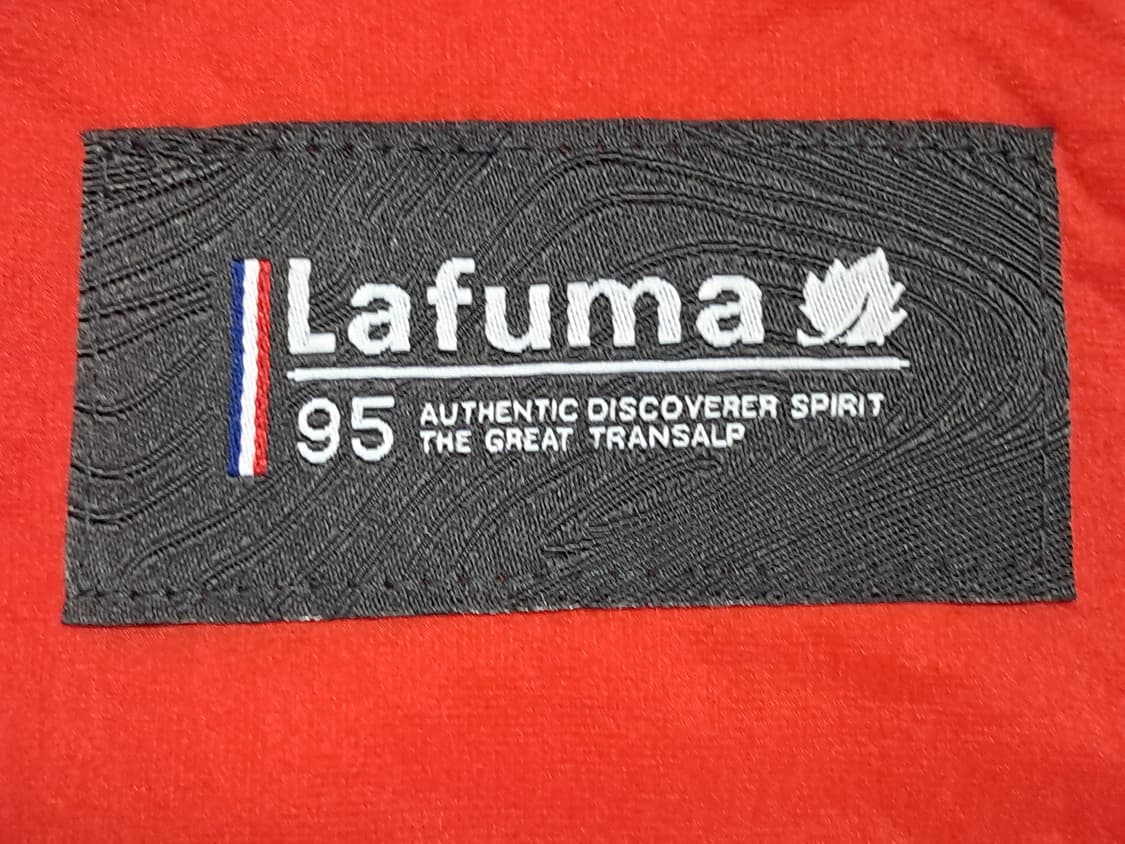 Lafuma
95
AUTHENTIC DISCOVERER SPIRIT
THE GREAT TRANSALP